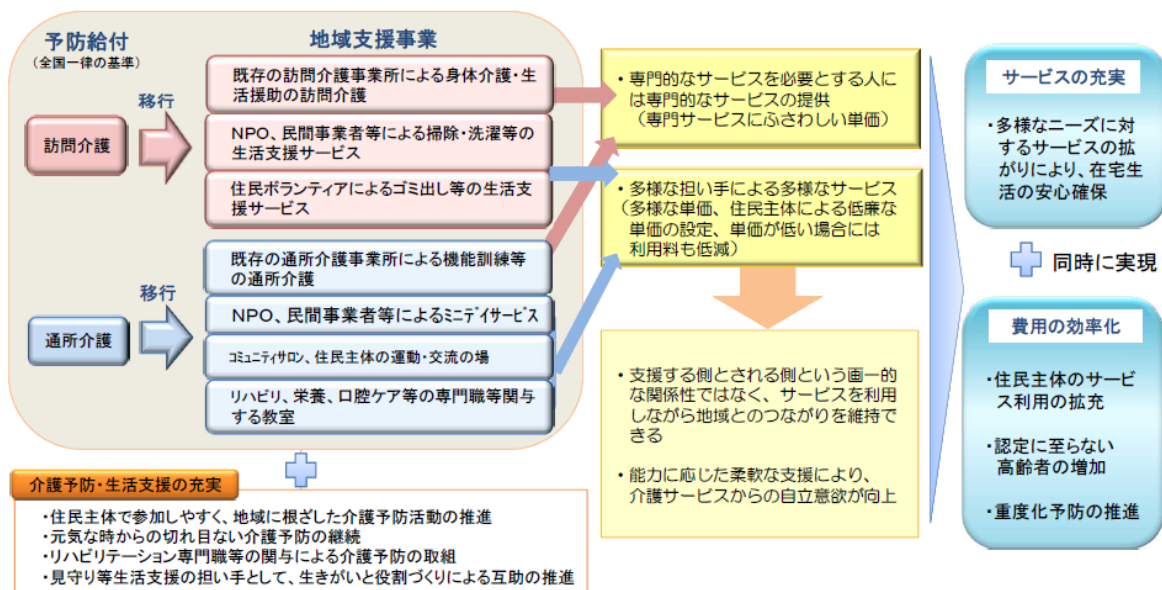 予防給付
(全国一律の基準)
移行
訪問介護
移行
通所介護
地域支援事業
既存の訪問介護事業所による身体介護・生
活援助の訪問介護
NPO、民間事業者等による掃除・洗濯等の
生活支援サービス
住民ボランティアによるゴミ出し等の生活支
援サービス
既存の通所介護事業所による機能訓練等
の通所介護
NPO、民間事業者等によるミニデイサービス
コミュニティサロン、住民主体の運動・交流の場
リハビリ、栄養、口腔ケア等の専門職等関与
する教室
介護予防・生活支援の充実
・住民主体で参加しやすく、地域に根ざした介護予防活動の推進
・元気な時からの切れ目ない介護予防の継続
・リハビリテーション専門職等の関与による介護予防の取組
・見守り等生活支援の担い手として、生きがいと役割づくりによる互助の推進
・専門的なサービスを必要とする人に
は専門的なサービスの提供
(専門サービスにふさわしい単価)
・多様な担い手による多様なサービス
(多様な単価、住民主体による低廉な
単価の設定、単価が低い場合には
利用料も低減)
・支援する側とされる側という画一的
な関係性ではなく、サービスを利用
しながら地域とのつながりを維持で
きる
・能力に応じた柔軟な支援により、
介護サービスからの自立意欲が向上
サービスの充実
・多様なニーズに対
するサービスの拡
がりにより、在宅生
活の安心確保
同時に実現
費用の効率化
・住民主体のサービ
ス利用の拡充
・認定に至らない
高齢者の増加
・重度化予防の推進